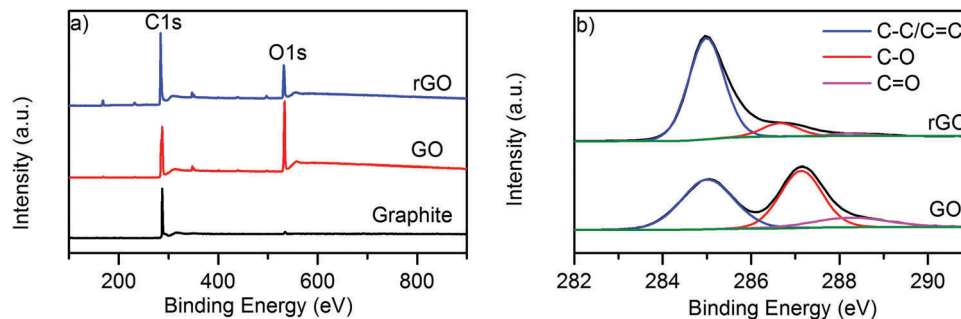 a)
C1s
O1s
rGO
GO
Graphite
Intensity (a.u.)
200 400 600 800
Binding Energy (eV)
b)
C-C/C=C
C-O
C=O
rGO
GO
Intensity (a.u.)
282 284 286 288 290
Binding Energy (eV)